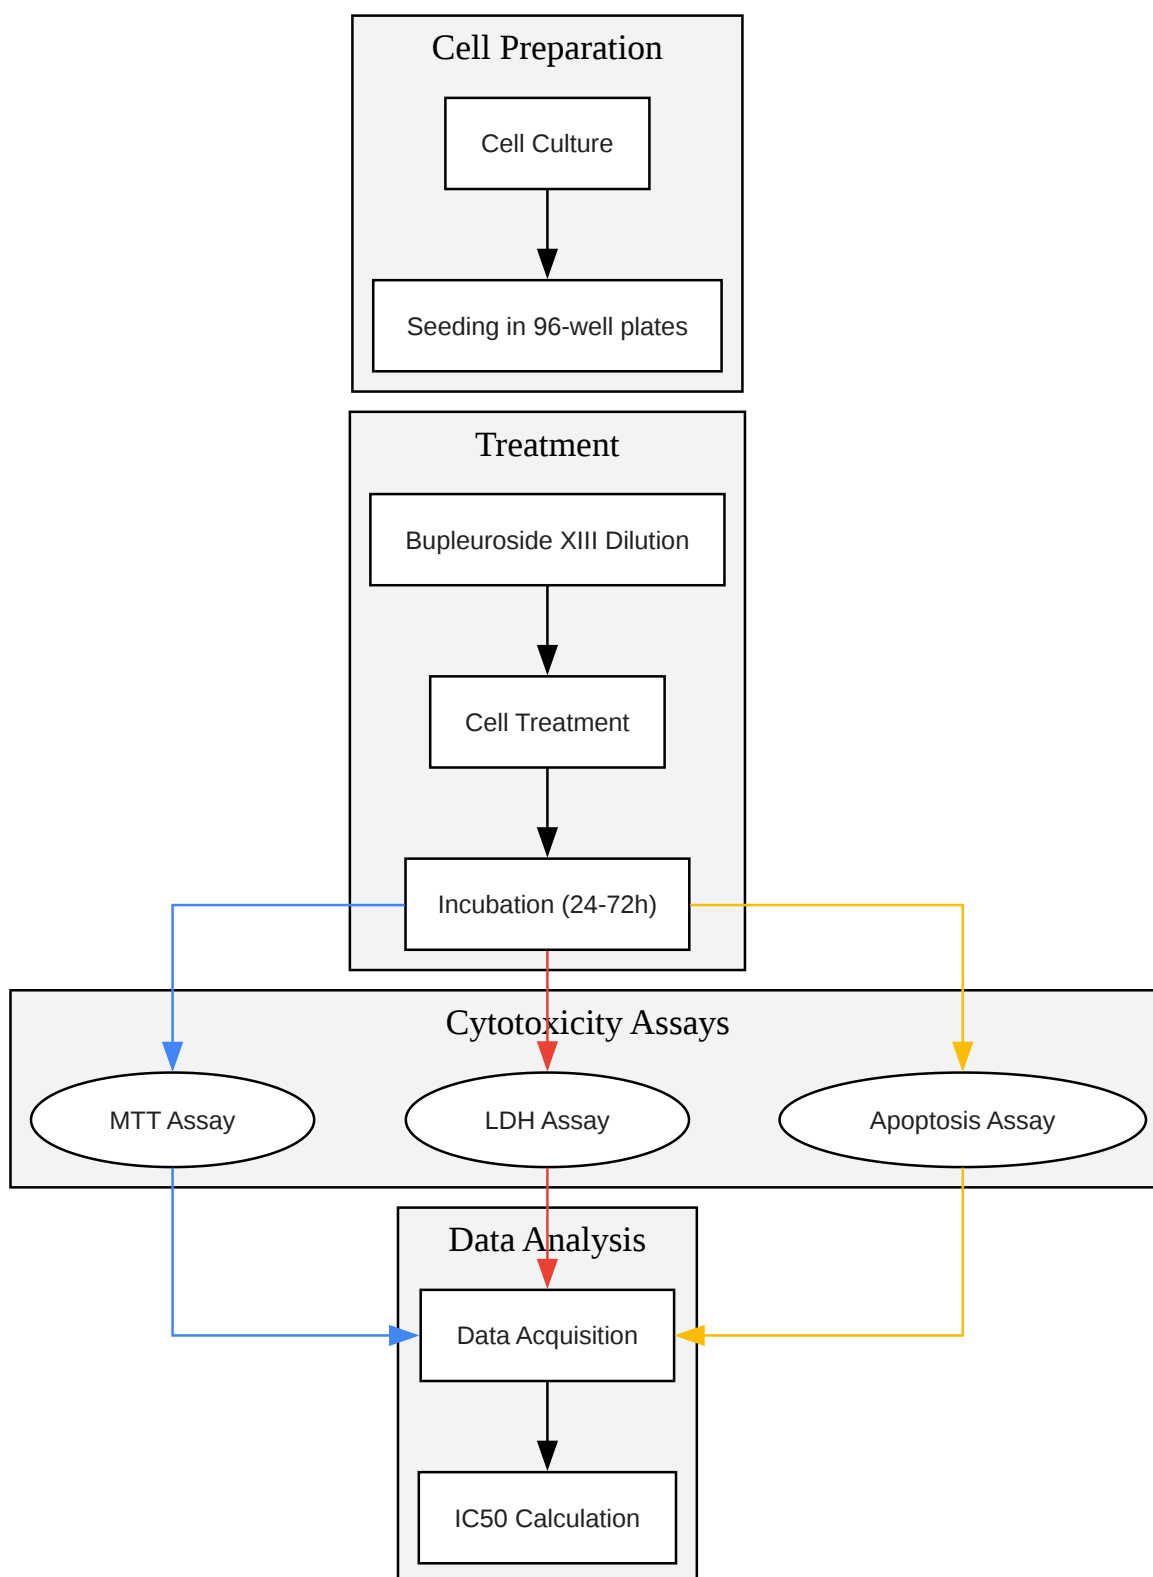 Cell Preparation
Cell Culture
Seeding in 96-well plates
Treatment
Bupleuroside XIII Dilution
Cell Treatment
Incubation (24-72h)
Cytotoxicity Assays
MTT Assay
LDH Assay
Apoptosis Assay
Data Analysis
Data Acquisition
IC50 Calculation